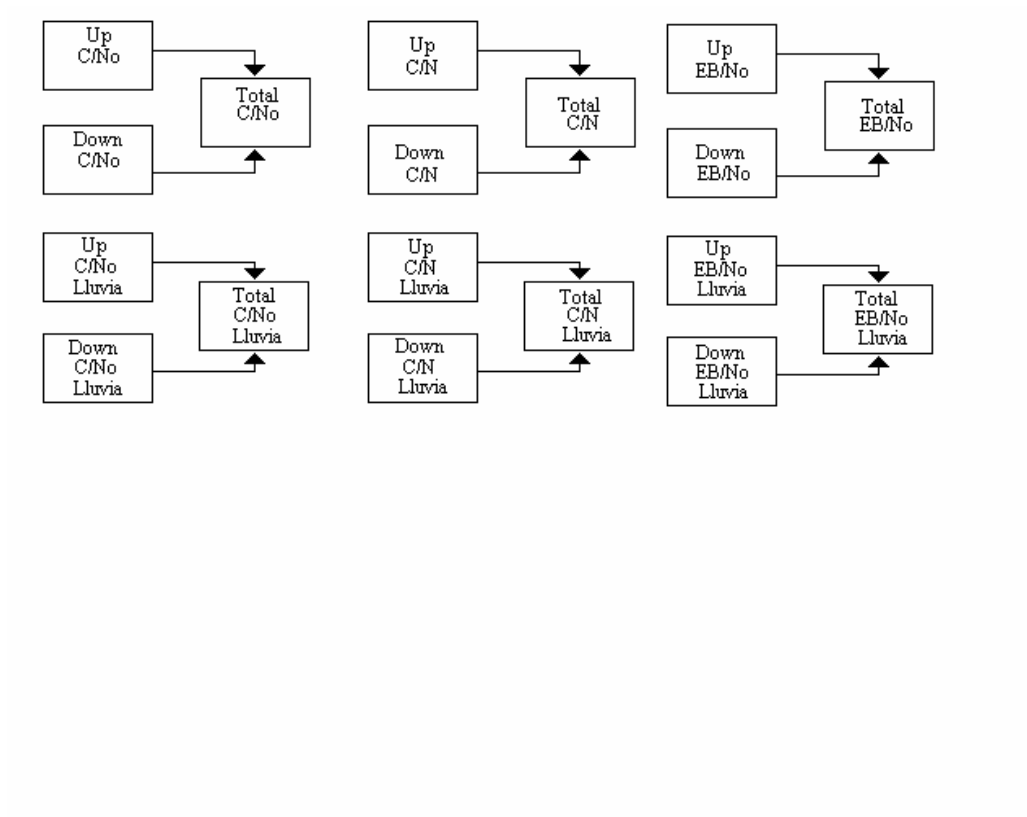 Up
C/No
Total
C/No
Down
C/No
Up
C/N
Total
C/N
Down
C/N
Up
EB/No
Total
EB/No
Down
EB/No
Up
C/No
Lluvia
Total
C/No
Lluvia
Down
C/No
Lluvia
Up
C/N
Lluvia
Total
C/N
Lluvia
Down
C/N
Lluvia
Up
EB/No
Lluvia
Total
EB/No
Lluvia
Down
EB/No
Lluvia